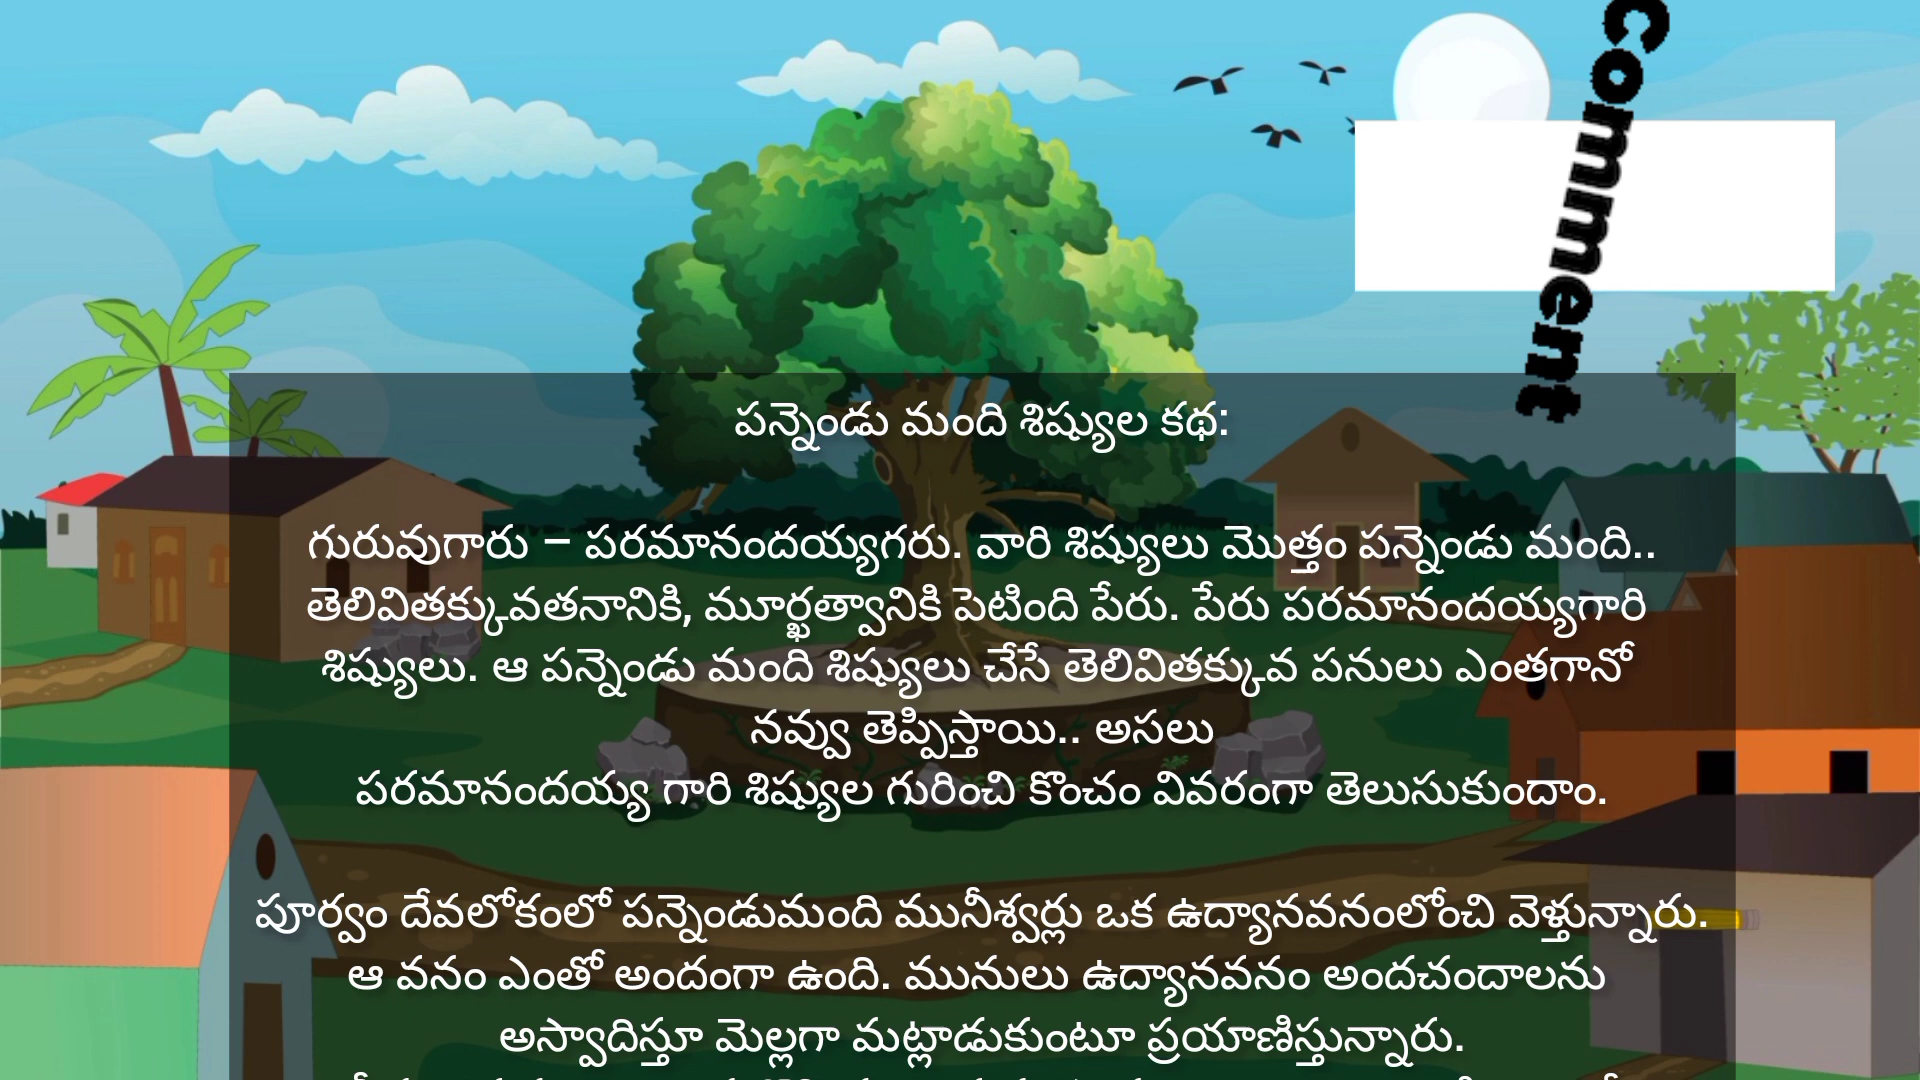 Comment
పన్నెండు మంది శిష్యుల కథ:
గురువుగారు – పరమానందయ్యగరు. వారి శిష్యులు మొత్తం పన్నెండు మంది..
తెలివితక్కువతనానికి, మూర్ఖత్వానికి పెటింది పేరు. పేరు పరమానందయ్యగారి
శిష్యులు. ఆ పన్నెండు మంది శిష్యులు చేసే తెలివితక్కువ పనులు ఎంతగానో
నవ్వు తెప్పిస్తాయి.. అసలు
పరమానందయ్య గారి శిష్యుల గురించి కొంచం వివరంగా తెలుసుకుందాం.
పూర్వం దేవలోకంలో పన్నెండుమంది మునీశ్వర్లు ఒక ఉద్యానవనంలోంచి వెళ్తున్నారు.
ఆ వనం ఎంతో అందంగా ఉంది. మునులు ఉద్యానవనం అందచందాలను
అస్వాదిస్తూ మెల్లగా మట్లాడుకుంటూ ప్రయాణిస్తున్నారు.